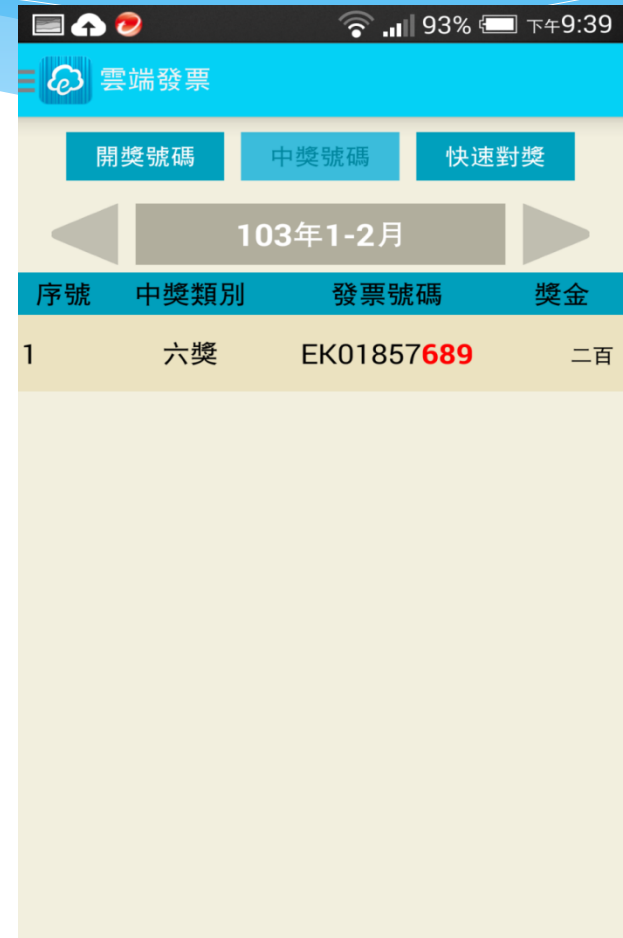 93% 下午9:39
雲端發票
開獎號碼 中獎號碼 快速對獎
103年1-2月
序號 中獎類別 發票號碼 獎金
1 六獎 EK01857689 二百